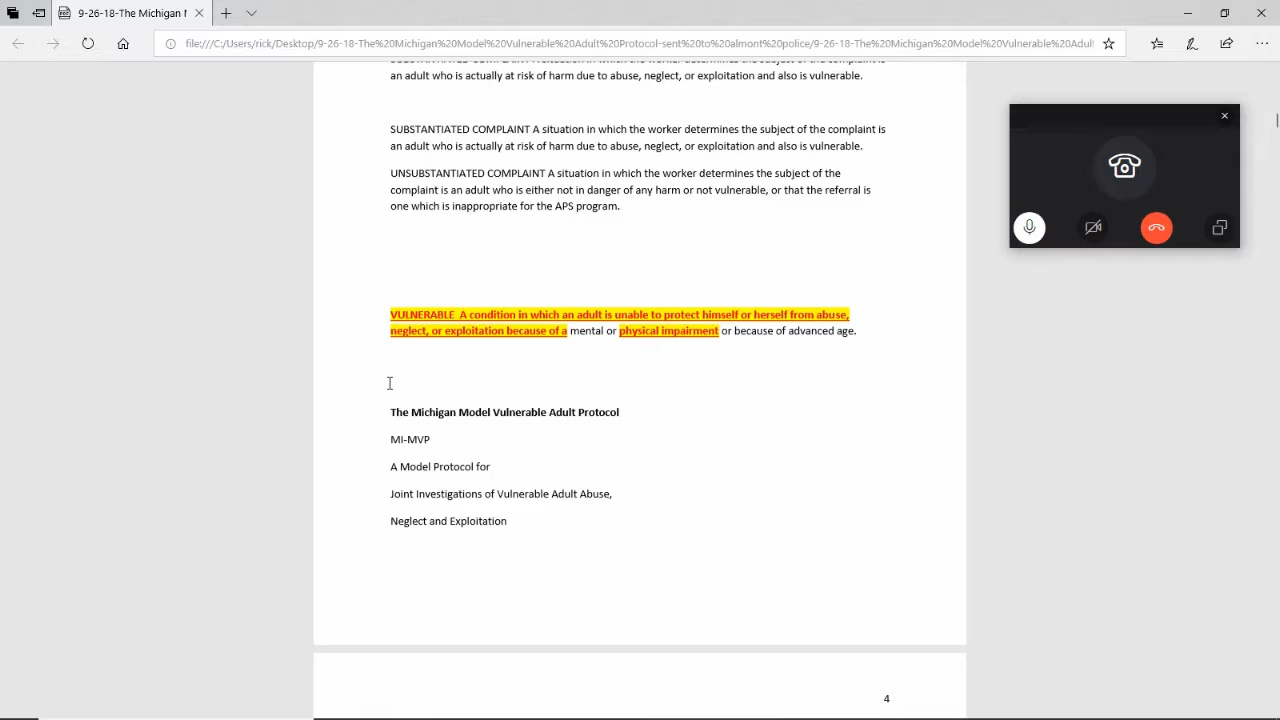 9-26-18-The Michigan M
file:///C:/Users/rick/Desktop/9-26-18-The%20Michigan%20Model%20Vulnerable%20Adult%20Protocol-sent%20to%20almont%20police/9-26-18-The%20Michigan%20Model%20Vulnerable%20Adul
an adult who is actually at risk of harm due to abuse, neglect, or exploitation and also is vulnerable.
SUBSTANTIATED COMPLAINT A situation in which the worker determines the subject of the complaint is
an adult who is actually at risk of harm due to abuse, neglect, or exploitation and also is vulnerable.
UNSUBSTANTIATED COMPLAINT A situation in which the worker determines the subject of the
complaint is an adult who is either not in danger of any harm or not vulnerable, or that the referral is
one which is inappropriate for the APS program.
VULNERABLE A condition in which an adult is unable to protect himself or herself from abuse,
neglect, or exploitation because of a mental or physical impairment or because of advanced age.
The Michigan Model Vulnerable Adult Protocol
MI-MVP
A Model Protocol for
Joint Investigations of Vulnerable Adult Abuse,
Neglect and Exploitation
4